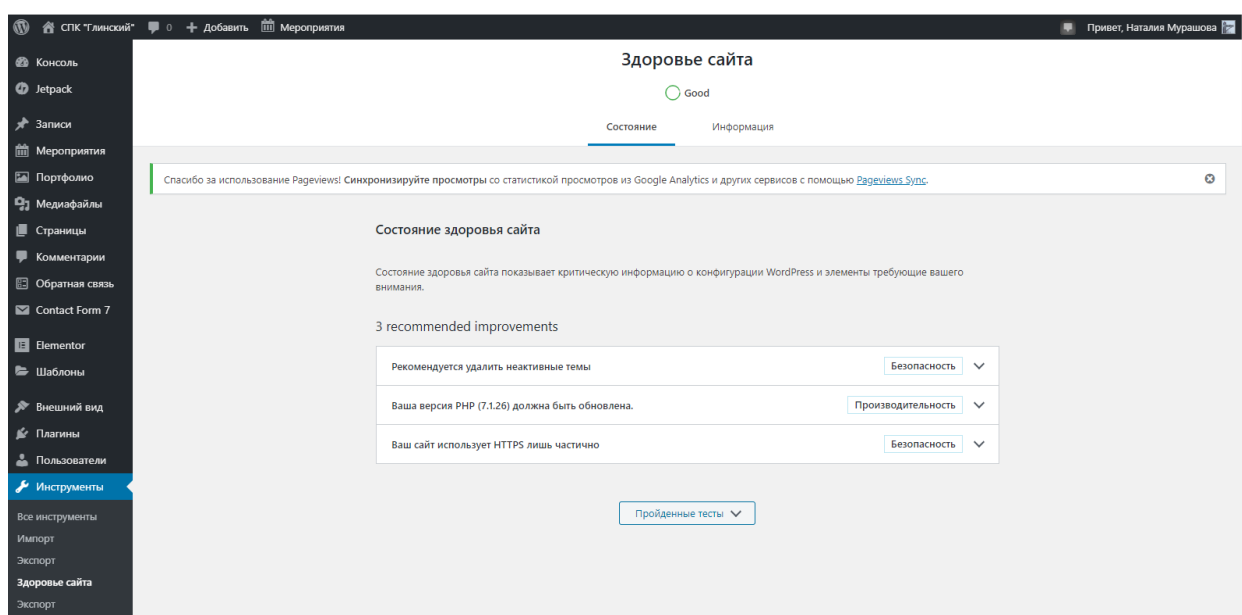 СПК "Глинский" 0 Добавить Мероприятия Привет, Наталия Мурашова
Консоль
Jetpack
Записи
Мероприятия
Портфолио
Медиафайлы
Страницы
Комментарии
Обратная связь
Contact Form 7
Elementor
Шаблоны
Внешний вид
Плагины
Пользователи
Инструменты
Все инструменты
Импорт
Экспорт
Здоровье сайта
Экспорт
Здоровье сайта
Good
Состояние Информация
Спасибо за использование Pageviews! Синхронизируйте просмотры со статистикой просмотров из Google Analytics и других сервисов с помощью Pageviews Sync.
Состояние здоровья сайта
Состояние здоровья сайта показывает критическую информацию о конфигурации WordPress и элементы требующие вашего
внимания.
3 recommended improvements
Рекомендуется удалить неактивные темы Безопасность
Ваша версия PHP (7.1.26) должна быть обновлена. Производительность
Ваш сайт использует HTTPS лишь частично Безопасность
Пройденные тесты